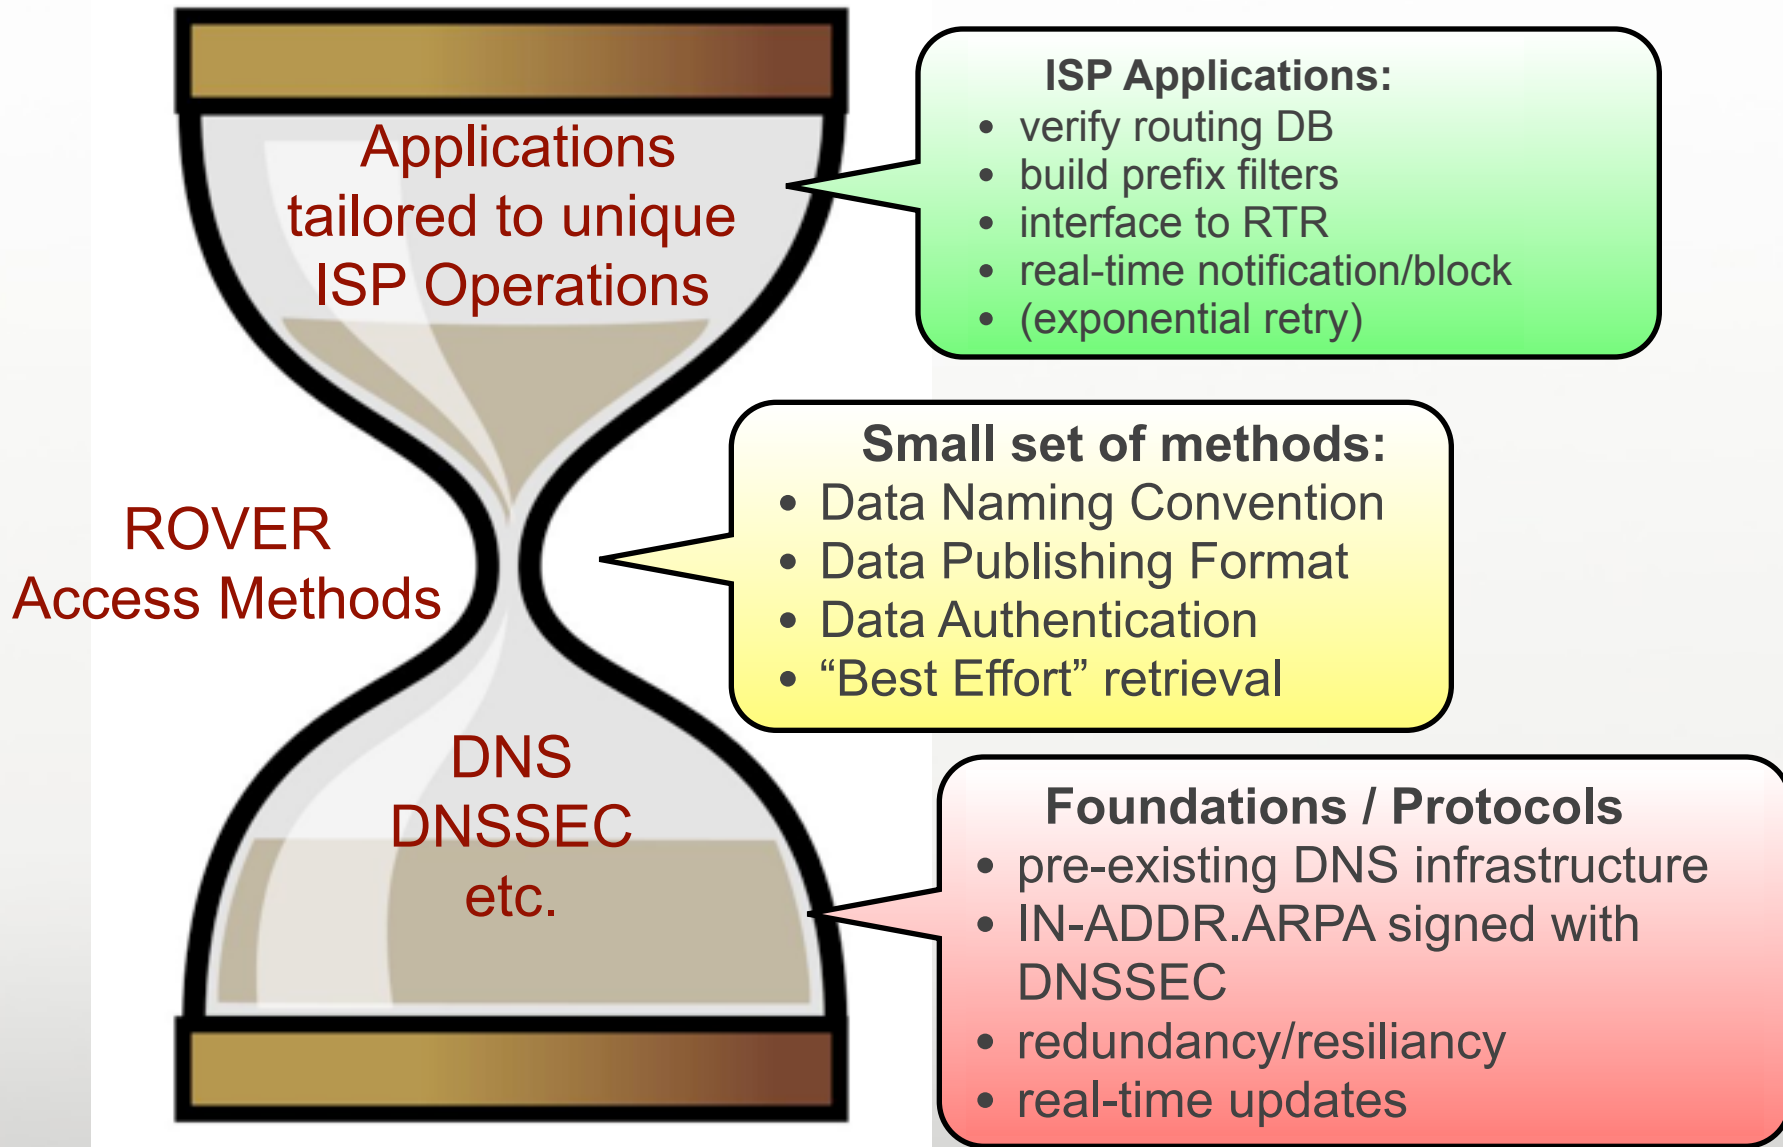 Applications
tailored to unique
ISP Operations
ISP Applications:
• verify routing DB
• build prefix filters
• interface to RTR
• real-time notification/block
• (exponential retry)
ROVER
Access Methods
Small set of methods:
• Data Naming Convention
• Data Publishing Format
• Data Authentication
• “Best Effort” retrieval
DNS
DNSSEC
etc.
Foundations / Protocols
• pre-existing DNS infrastructure
• IN-ADDR.ARPA signed with
DNSSEC
• redundancy/resiliancy
• real-time updates